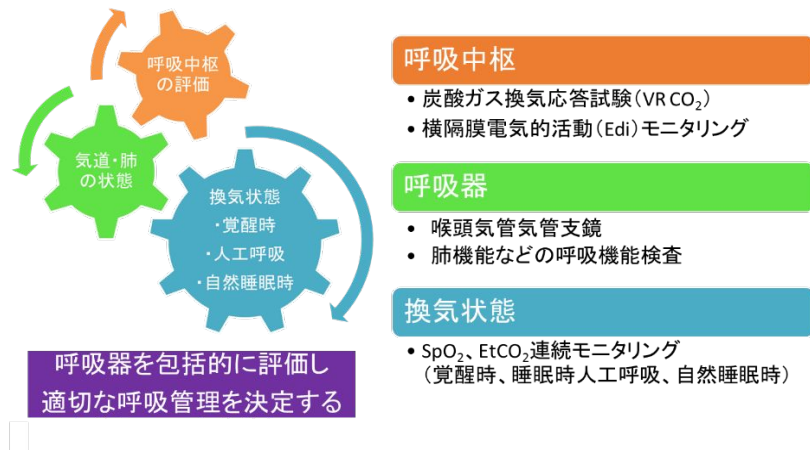 呼吸中枢
の評価
気道・肺
の状態
換気状態
・覚醒時
・人工呼吸
・自然睡眠時
呼吸器を包括的に評価し
適切な呼吸管理を決定する
呼吸中枢
• 炭酸ガス換気応答試験（VR CO₂）
• 横隔膜電気的活動（Edi）モニタリング
呼吸器
• 喉頭気管気管支鏡
• 肺機能などの呼吸機能検査
換気状態
• SpO₂、EtCO₂連続モニタリング
（覚醒時、睡眠時人工呼吸、自然睡眠時）